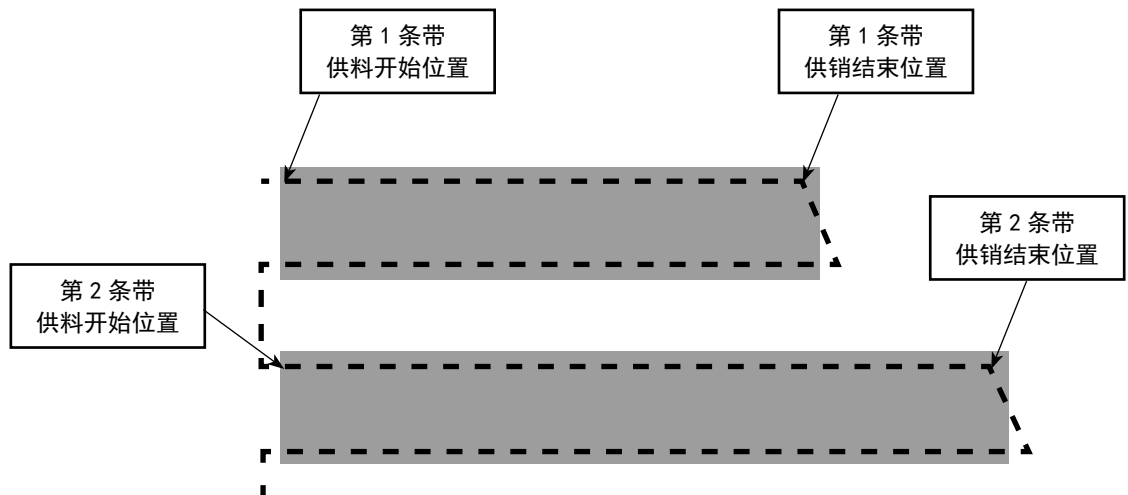 第 1 条带
供料开始位置
第 1 条带
供销结束位置
第 2 条带
供销结束位置
第 2 条带
供料开始位置